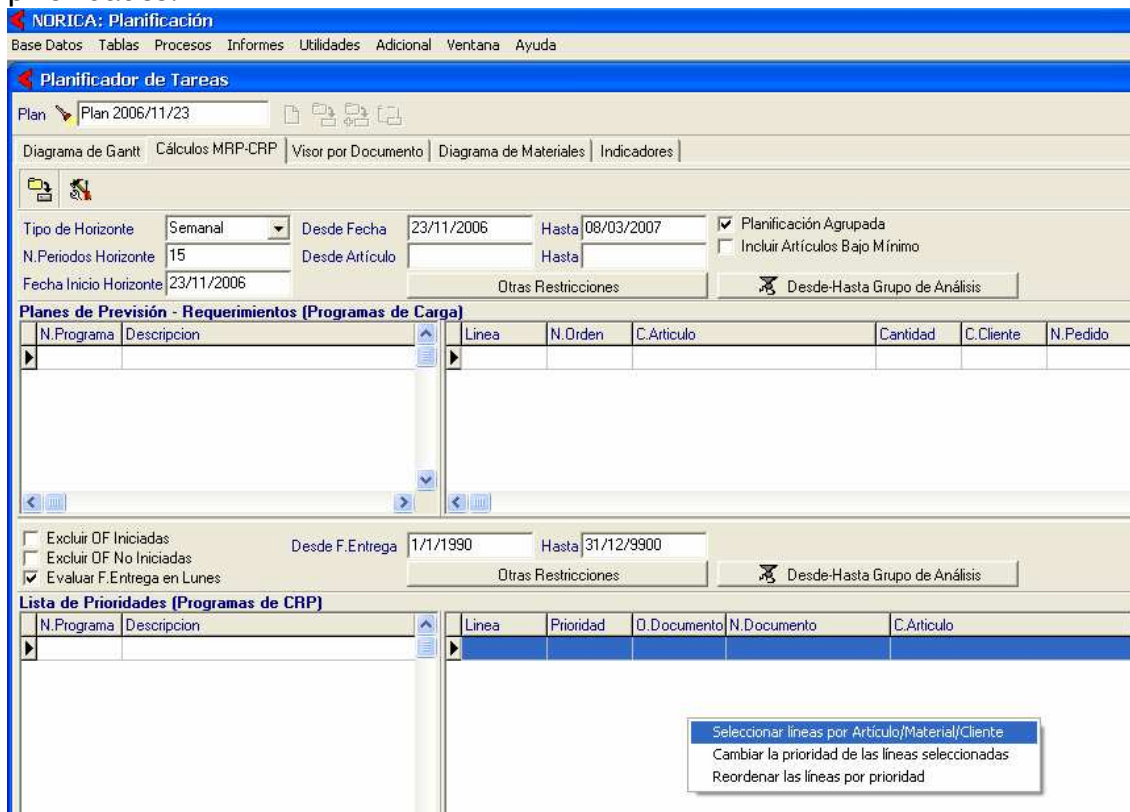 NORICA: Planificación
Base Datos Tablas Procesos Informes Utilidades Adicional Ventana Ayuda
Planificador de Tareas
Plan Plan 2006/11/23
Diagrama de Gantt Cálculos MRP-CRP Visor por Documento Diagrama de Materiales Indicadores
Tipo de Horizonte Semanal Desde Fecha 23/11/2006 Hasta 08/03/2007 Planificación Agrupada
N.Periodos Horizonte 15 Desde Artículo Hasta Incluir Artículos Bajo Mínimo
Fecha Inicio Horizonte 23/11/2006 Otras Restricciones Desde-Hasta Grupo de Análisis
Planes de Previsión - Requerimientos (Programas de Carga)
N.Programa Descripcion Linea N.Orden C.Articulo Cantidad C.Cliente N.Pedido
Excluir OF Iniciadas
Excluir OF No Iniciadas Desde F.Entrega 1/1/1990 Hasta 31/12/9900
Evaluar F.Entrega en Lunes Otras Restricciones Desde-Hasta Grupo de Análisis
Lista de Prioridades (Programas de CRP)
N.Programa Descripcion Linea Prioridad O.Documento N.Documento C.Articulo
Seleccionar líneas por Artículo/Material/Cliente
Cambiar la prioridad de las líneas seleccionadas
Reordenar las líneas por prioridad